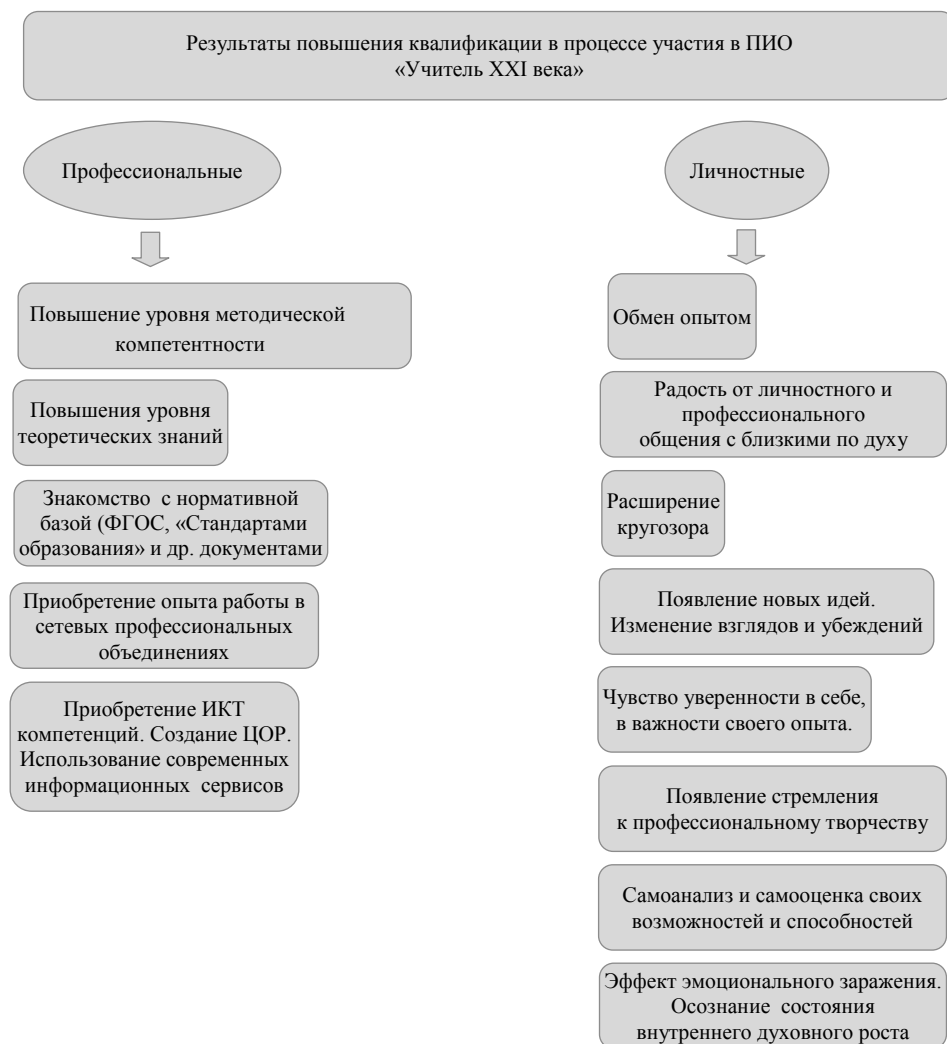 Результаты повышения квалификации в процессе участия в ПИО
«Учитель XXI века»
Профессиональные
Повышение уровня методической
компетентности
Повышения уровня
теоретических знаний
Знакомство с нормативной
базой (ФГОС, «Стандартами
образования» и др. документами
Приобретение опыта работы в
сетевых профессиональных
объединениях
Приобретение ИКТ
компетенций. Создание ЦОР.
Использование современных
информационных сервисов
Личностные
Обмен опытом
Радость от личностного и
профессионального
общения с близкими по духу
Расширение
кругозора
Появление новых идей.
Изменение взглядов и убеждений
Чувство уверенности в себе,
в важности своего опыта.
Появление стремления
к профессиональному творчеству
Самоанализ и самооценка своих
возможностей и способностей
Эффект эмоционального заражения.
Осознание состояния
внутреннего духовного роста